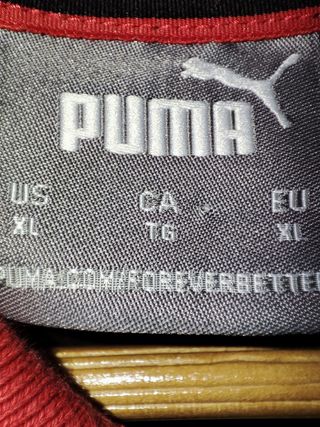 PUMA
US CA EU
XL TG XL
PUMA.COM/FOREVERBETTER